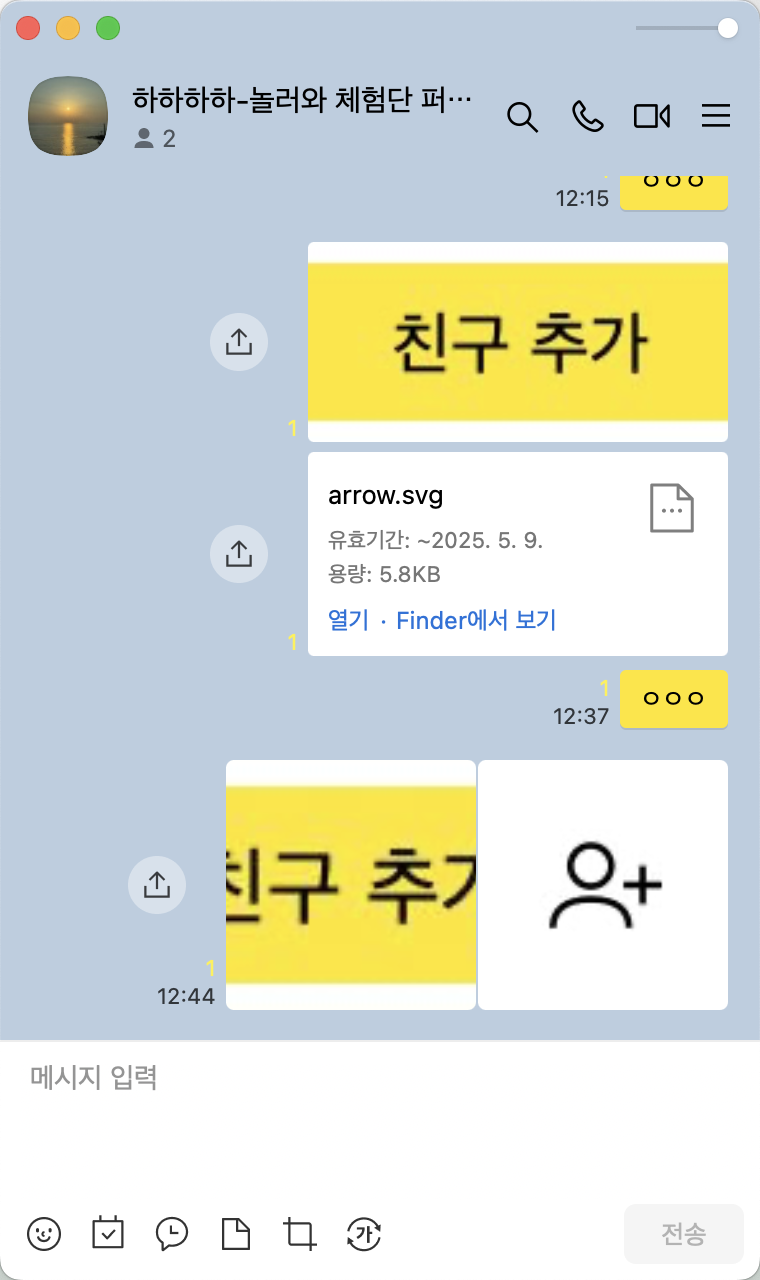 하하하하-놀러와 체험단 퍼…
2
1
12:15
ㅇㅇㅇ
친구 추가
1
arrow.svg
유효기간: ~2025. 5. 9.
용량: 5.8KB
열기 · Finder에서 보기
1
1
12:37
ㅇㅇㅇ
친구 추가
1
12:44
메시지 입력
가
전송